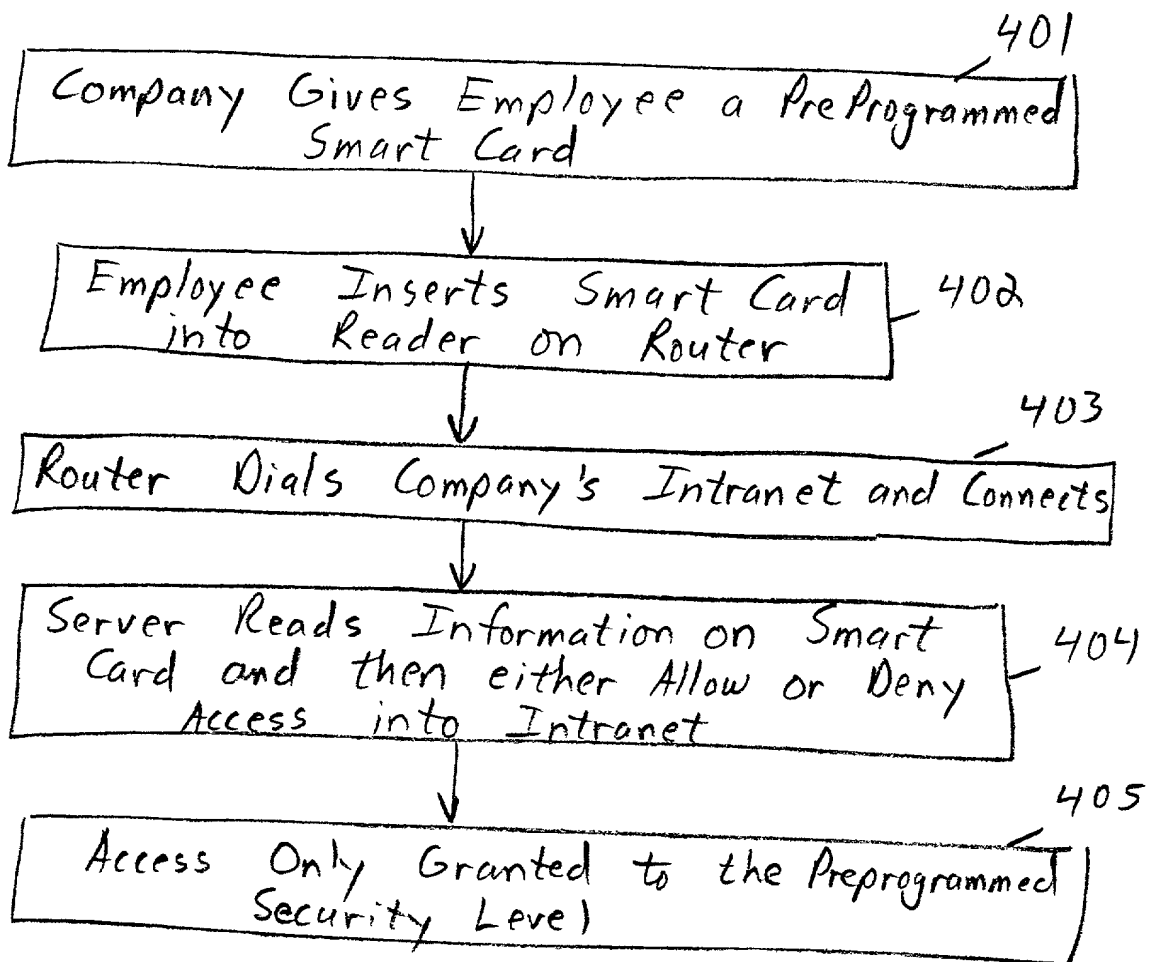 401
Company Gives Employee a PreProgrammed
Smart Card
Employee Inserts Smart Card
into Reader on Router
402
403
Router Dials Company's Intranet and Connects
Server Reads Information on Smart
Card and then either Allow or Deny
Access into Intranet
404
405
Access Only Granted to the Preprogrammed
Security Level